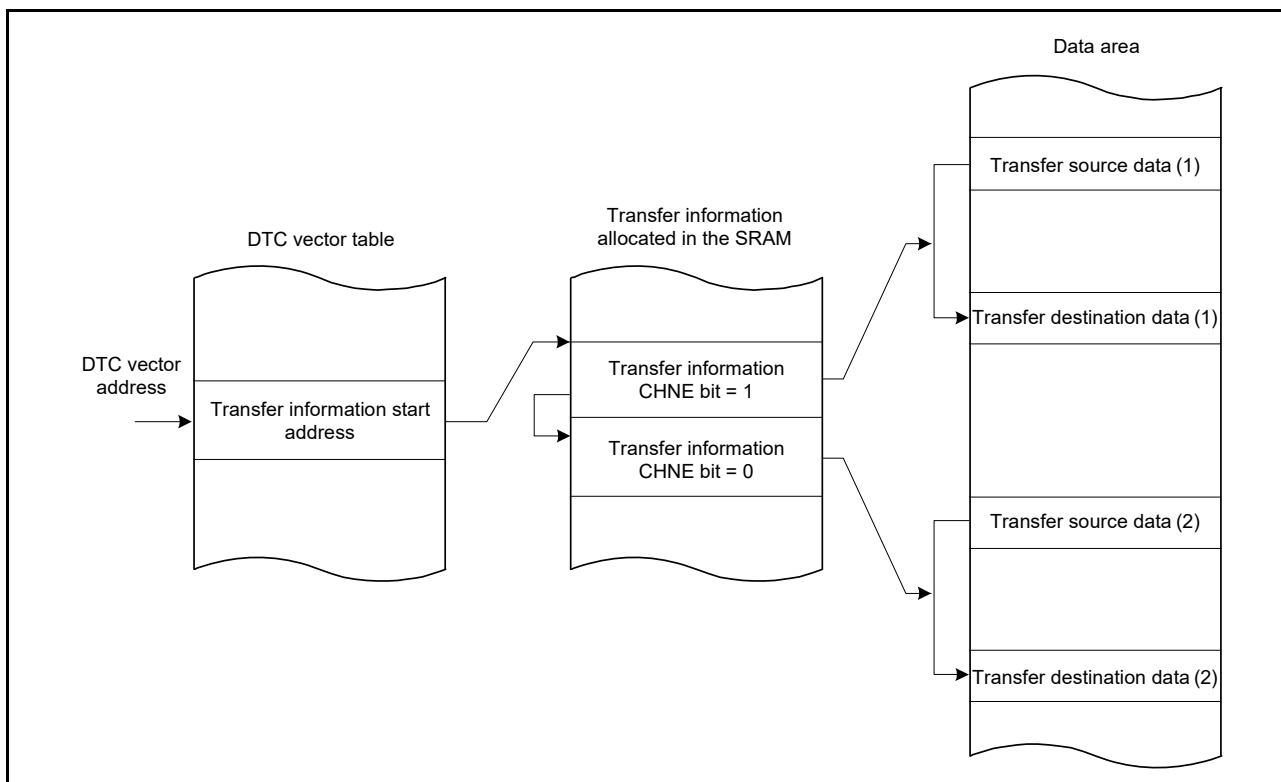 Data area
Transfer source data (1)
Transfer destination data (1)
Transfer source data (2)
Transfer destination data (2)
Transfer information
allocated in the SRAM
Transfer information
CHNE bit = 1
Transfer information
CHNE bit = 0
DTC vector table
DTC vector
address
Transfer information start
address